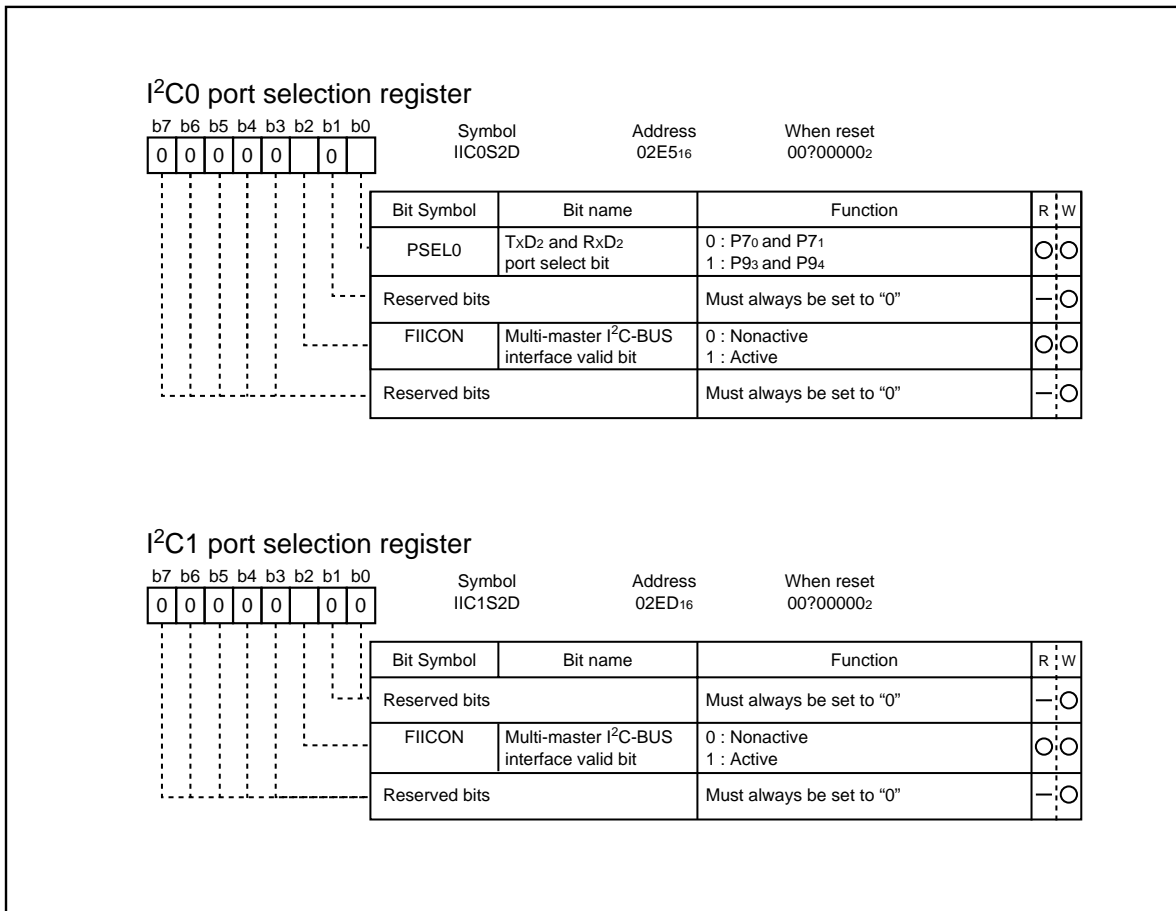 I²C0 port selection register
b7 b6 b5 b4 b3 b2 b1 b0
0 0 0 0 0 0
Symbol Address When reset
IIC0S2D 02E5₁₆ 00?00000₂
Bit Symbol Bit name Function R W
PSEL0 TxD₂ and RxD₂ 0 : P7₀ and P7₁
port select bit 1 : P9₃ and P9₄
Reserved bits Must always be set to “0” –
FIICON Multi-master I²C-BUS 0 : Nonactive
interface valid bit 1 : Active
Reserved bits Must always be set to “0” –
I²C1 port selection register
b7 b6 b5 b4 b3 b2 b1 b0
0 0 0 0 0 0 0
Symbol Address When reset
IIC1S2D 02ED₁₆ 00?00000₂
Bit Symbol Bit name Function R W
Reserved bits Must always be set to “0” –
FIICON Multi-master I²C-BUS 0 : Nonactive
interface valid bit 1 : Active
Reserved bits Must always be set to “0” –